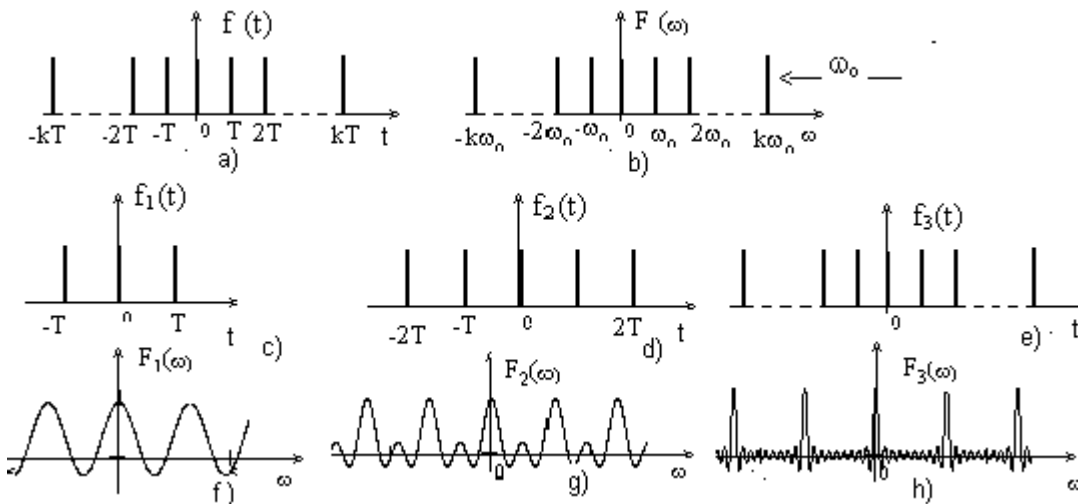 f (t)
F (ω)
ω₀
-kT -2T -T 0 T 2T kT t
-kω₀ -2ω₀ -ω₀ 0 ω₀ 2ω₀ kω₀ ω
a)
b)
f₁(t)
f₂(t)
f₃(t)
-T 0 T t
c)
-2T -T 0 2T t
d)
0 t
e)
F₁(ω)
F₂(ω)
F₃(ω)
f) ω
0 g) ω
0 h) ω